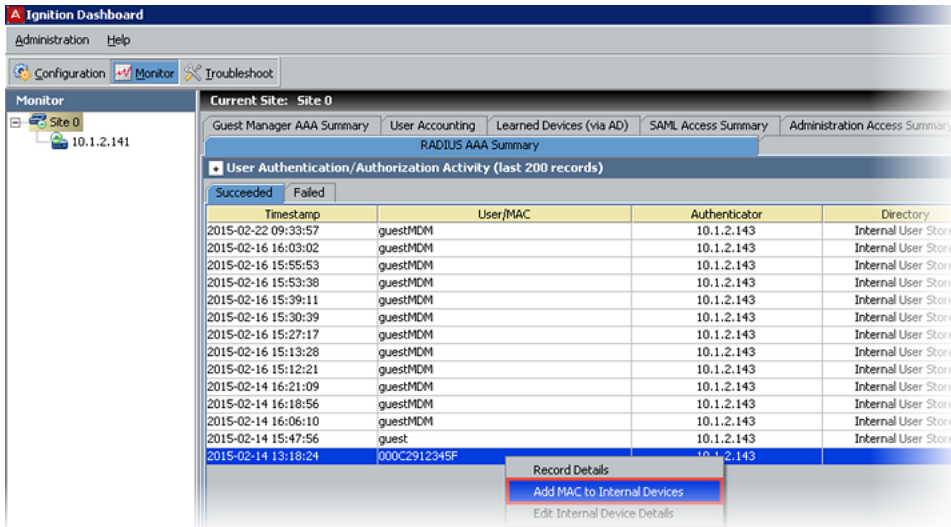 A Ignition Dashboard
Administration Help
Configuration Monitor Troubleshoot
Monitor
Current Site: Site 0
Site 0
10.1.2.141
Guest Manager AAA Summary User Accounting Learned Devices (via AD) SAML Access Summary Administration Access Summary
RADIUS AAA Summary
User Authentication/Authorization Activity (last 200 records)
Succeeded Failed
Timestamp User/MAC Authenticator Directory
2015-02-22 09:33:57 guestMDM 10.1.2.143 Internal User Store
2015-02-16 16:03:02 guestMDM 10.1.2.143 Internal User Store
2015-02-16 15:55:53 guestMDM 10.1.2.143 Internal User Store
2015-02-16 15:53:38 guestMDM 10.1.2.143 Internal User Store
2015-02-16 15:39:11 guestMDM 10.1.2.143 Internal User Store
2015-02-16 15:30:39 guestMDM 10.1.2.143 Internal User Store
2015-02-16 15:27:17 guestMDM 10.1.2.143 Internal User Store
2015-02-16 15:13:28 guestMDM 10.1.2.143 Internal User Store
2015-02-16 15:12:21 guestMDM 10.1.2.143 Internal User Store
2015-02-14 16:21:09 guestMDM 10.1.2.143 Internal User Store
2015-02-14 16:18:56 guestMDM 10.1.2.143 Internal User Store
2015-02-14 16:06:10 guestMDM 10.1.2.143 Internal User Store
2015-02-14 15:47:56 guest 10.1.2.143 Internal User Store
2015-02-14 13:18:24 000C2912345F 10.1.2.143
Record Details
Add MAC to Internal Devices
Edit Internal Device Details